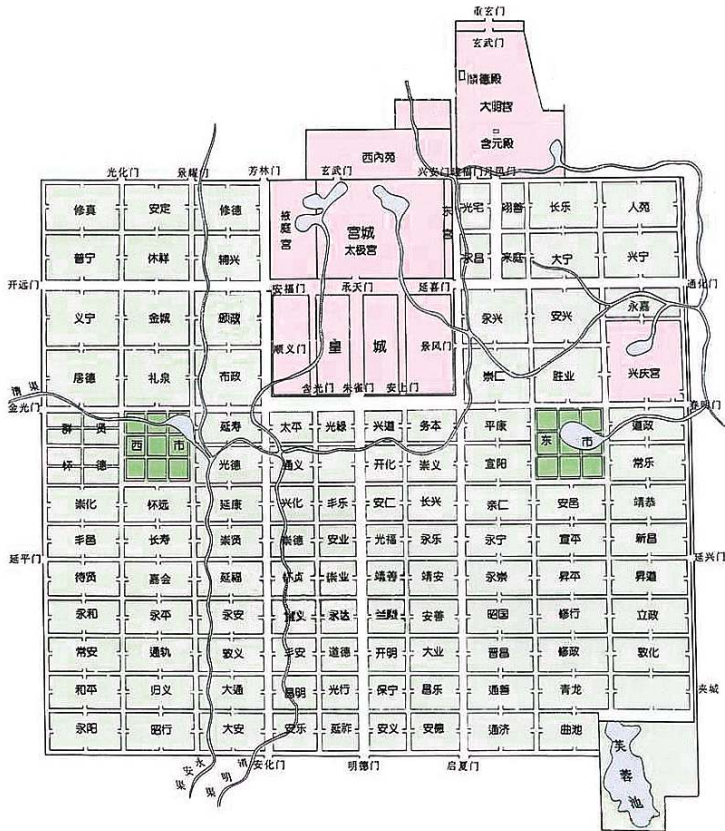 重玄门
玄武门
麟德殿
大明宫
含元殿
西内苑
光化门 景耀门 芳林门 玄武门 兴安门 建福门 丹凤门
修真 安定 修德 掖庭宫 宫城 太极宫 东宫 光宅 翊善 长乐 人苑
普宁 休祥 辅兴 永昌 来庭 大宁 兴宁
开远门 安福门 承天门 延喜门 通化门
义宁 金城 颁政 永兴 安兴 永嘉
顺义门 皇城 景风门
居德 礼泉 布政 崇仁 胜业 兴庆宫
清渠
金光门 含光门 朱雀门 安上门 春明门
群贤 西市 延寿 太平 光禄 兴道 务本 平康 东市 道政
怀德 光德 通义 开化 崇义 宣阳 常乐
崇化 怀远 延康 兴化 丰乐 安仁 长兴 亲仁 安邑 靖恭
丰邑 长寿 崇贤 崇德 安业 光福 永乐 永宁 宣平 新昌
延平门 延兴门
待贤 嘉会 延福 怀贞 崇业 靖善 靖安 永崇 昇平 昇道
永和 永平 永安 宣义 永达 兰陵 安善 昭国 修行 立政
常安 通轨 敦义 丰安 道德 开明 大业 晋昌 修政 敦化
和平 归义 大通 昌明 光行 保宁 昌乐 通善 青龙 夹城
永阳 昭行 大安 安乐 延祚 安义 安德 通济 曲池
芙蓉池
永安渠 清明渠 安化门 明德门 启夏门